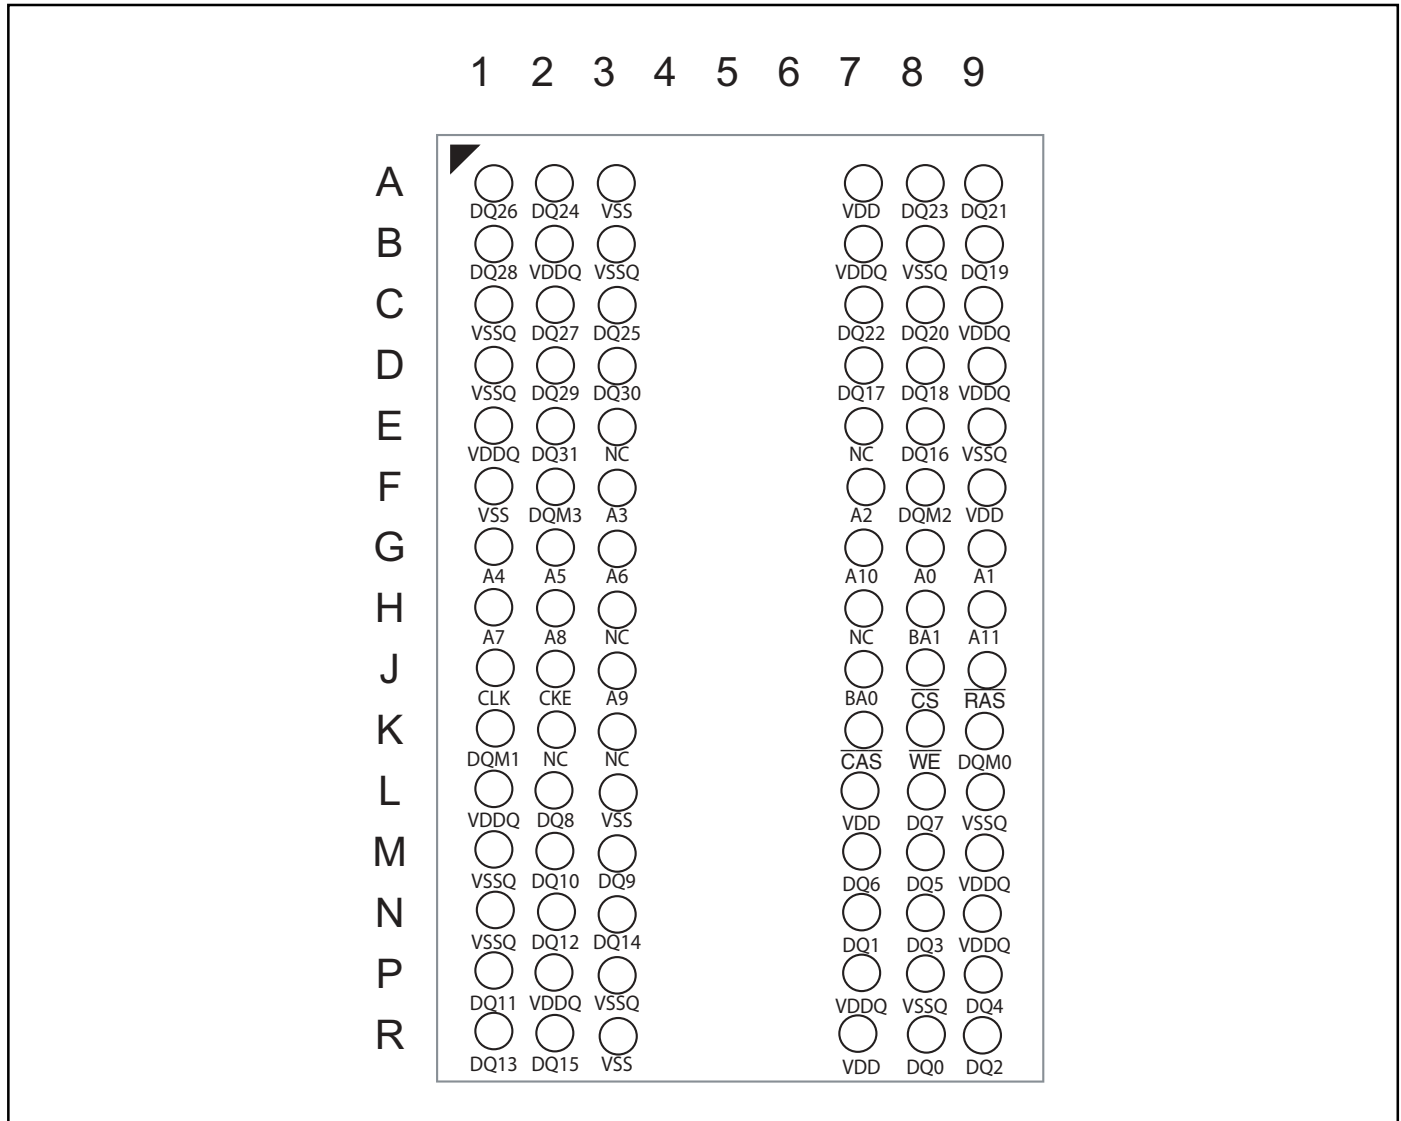 1 2 3 4 5 6 7 8 9
A
DQ26 DQ24 VSS VDD DQ23 DQ21
B
DQ28 VDDQ VSSQ VDDQ VSSQ DQ19
C
VSSQ DQ27 DQ25 DQ22 DQ20 VDDQ
D
VSSQ DQ29 DQ30 DQ17 DQ18 VDDQ
E
VDDQ DQ31 NC NC DQ16 VSSQ
F
VSS DQM3 A3 A2 DQM2 VDD
G
A4 A5 A6 A10 A0 A1
H
A7 A8 NC NC BA1 A11
J
CLK CKE A9 BA0 C̅S̅ R̅A̅S̅
K
DQM1 NC NC C̅A̅S̅ W̅E̅ DQM0
L
VDDQ DQ8 VSS VDD DQ7 VSSQ
M
VSSQ DQ10 DQ9 DQ6 DQ5 VDDQ
N
VSSQ DQ12 DQ14 DQ1 DQ3 VDDQ
P
DQ11 VDDQ VSSQ VDDQ VSSQ DQ4
R
DQ13 DQ15 VSS VDD DQ0 DQ2